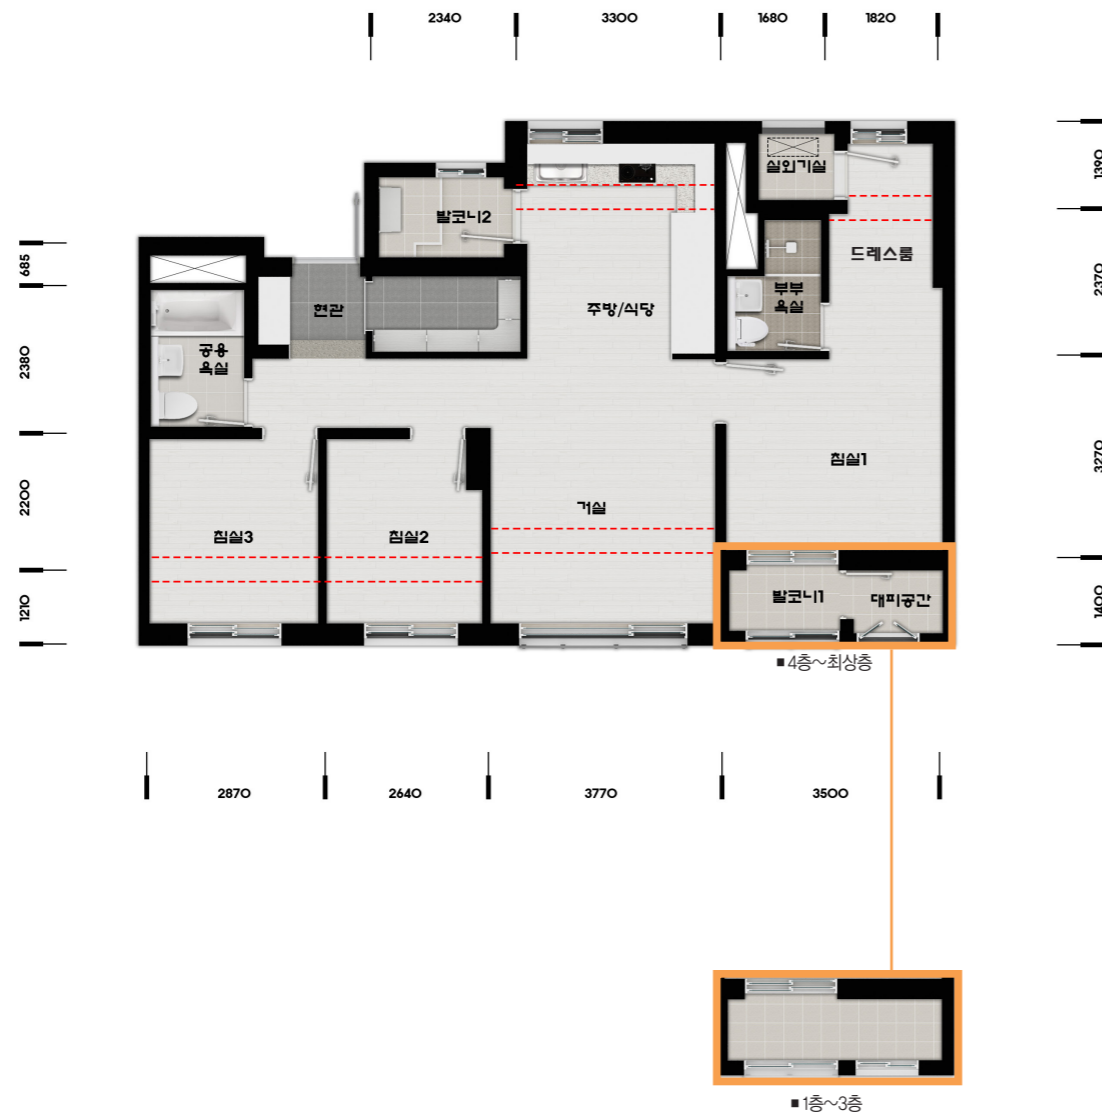 2340
3300
1680
1820
1390
실외기실
발코니2
685
드레스룸
2370
현관
주방/식당
부부
욕실
공용
욕실
2380
침실1
3270
2200
거실
침실3
침실2
1210
발코니1
대피공간
1400
■ 4층~최상층
2870
2640
3770
3500
■ 1층~3층